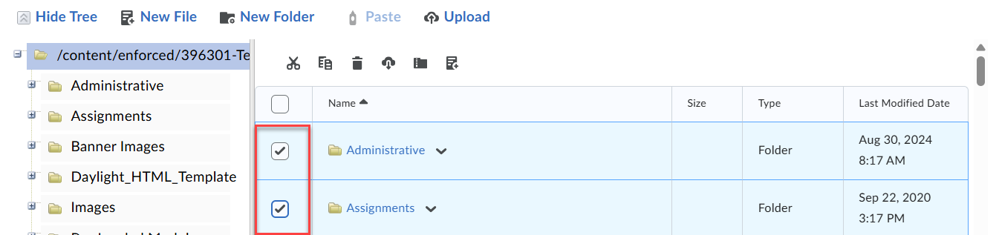 Hide Tree New File New Folder Paste Upload
/content/enforced/396301-Te
Administrative
Assignments
Banner Images
Daylight_HTML_Template
Images
Name Size Type Last Modified Date
Administrative Folder Aug 30, 2024
8:17 AM
Assignments Folder Sep 22, 2020
3:17 PM